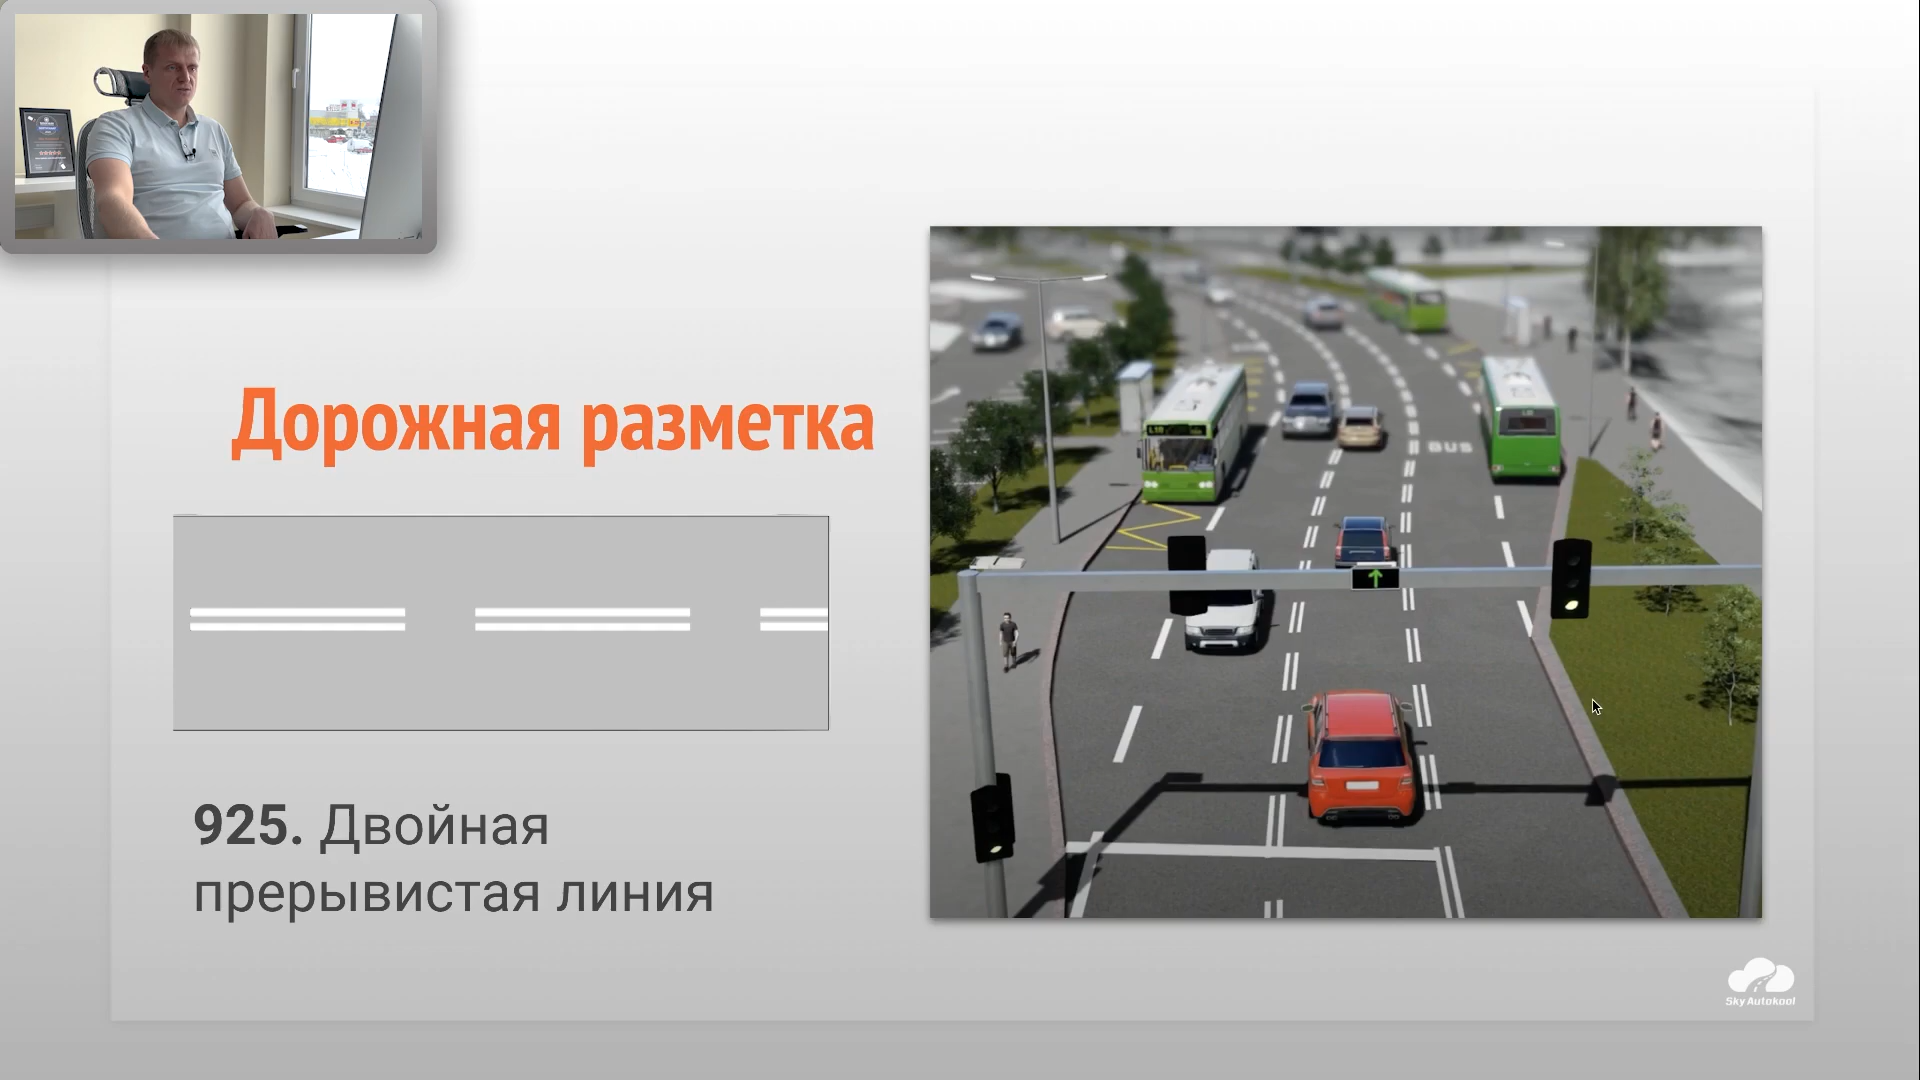 Дорожная разметка
BUS
925. Двойная
прерывистая линия
Sky Autokool